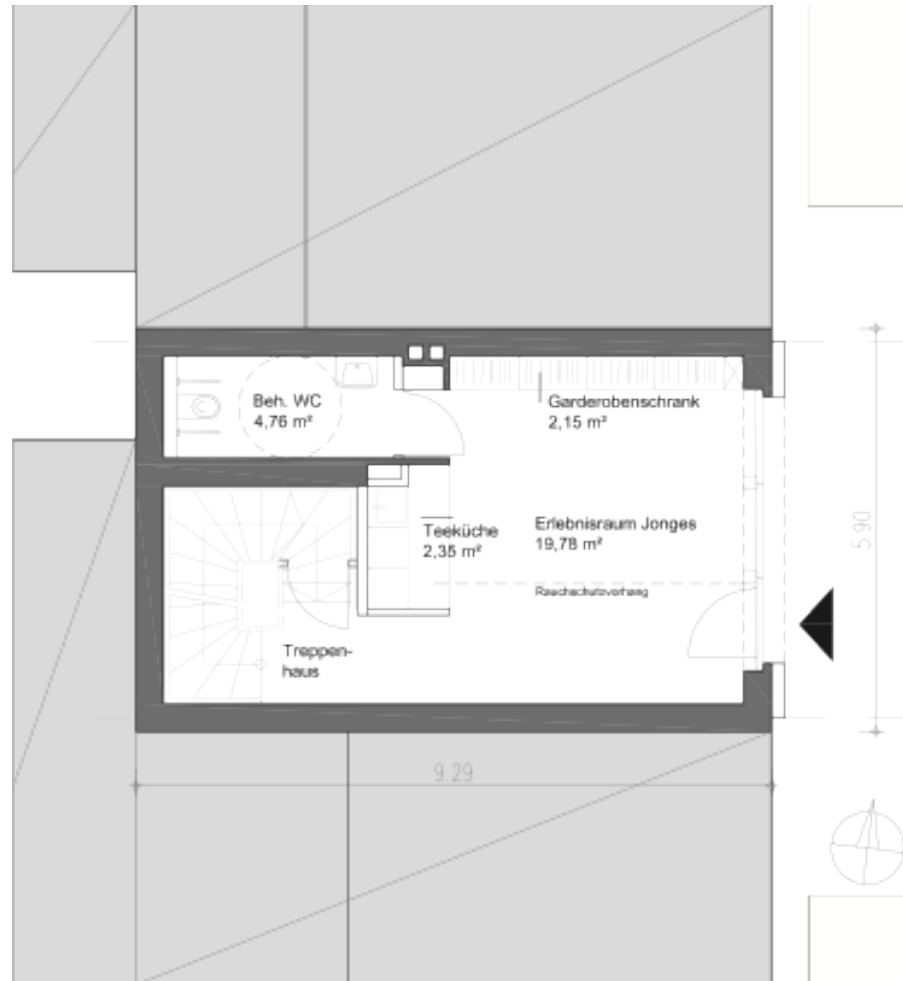 Beh. WC
4,76 m²
Garderobenschrank
2,15 m²
Teeküche
2,35 m²
Erlebnisraum Jonges
19,78 m²
Rauchschutzvorhang
Treppen-
haus
5.90
9.29